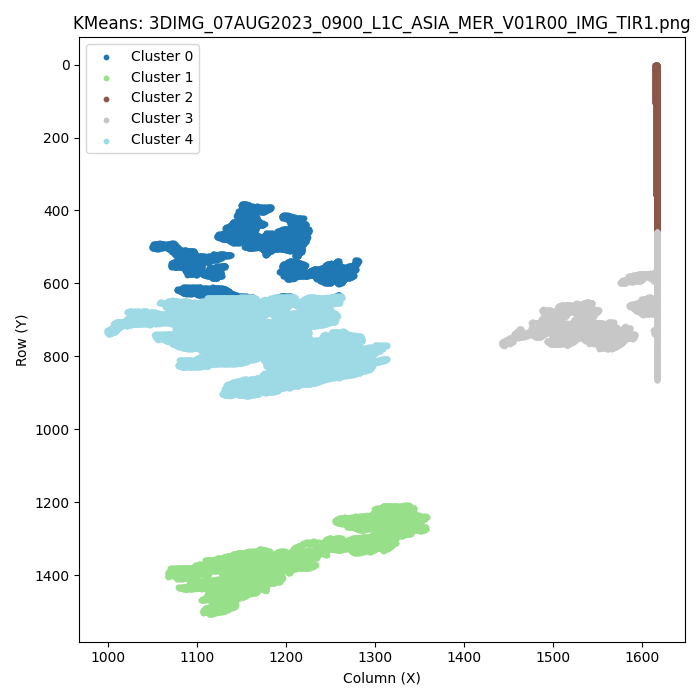 KMeans: 3DIMG_07AUG2023_0900_L1C_ASIA_MER_V01R00_IMG_TIR1.png
Cluster 0
Cluster 1
Cluster 2
Cluster 3
Cluster 4
Row (Y)
0
200
400
600
800
1000
1200
1400
1000
1100
1200
1300
1400
1500
1600
Column (X)